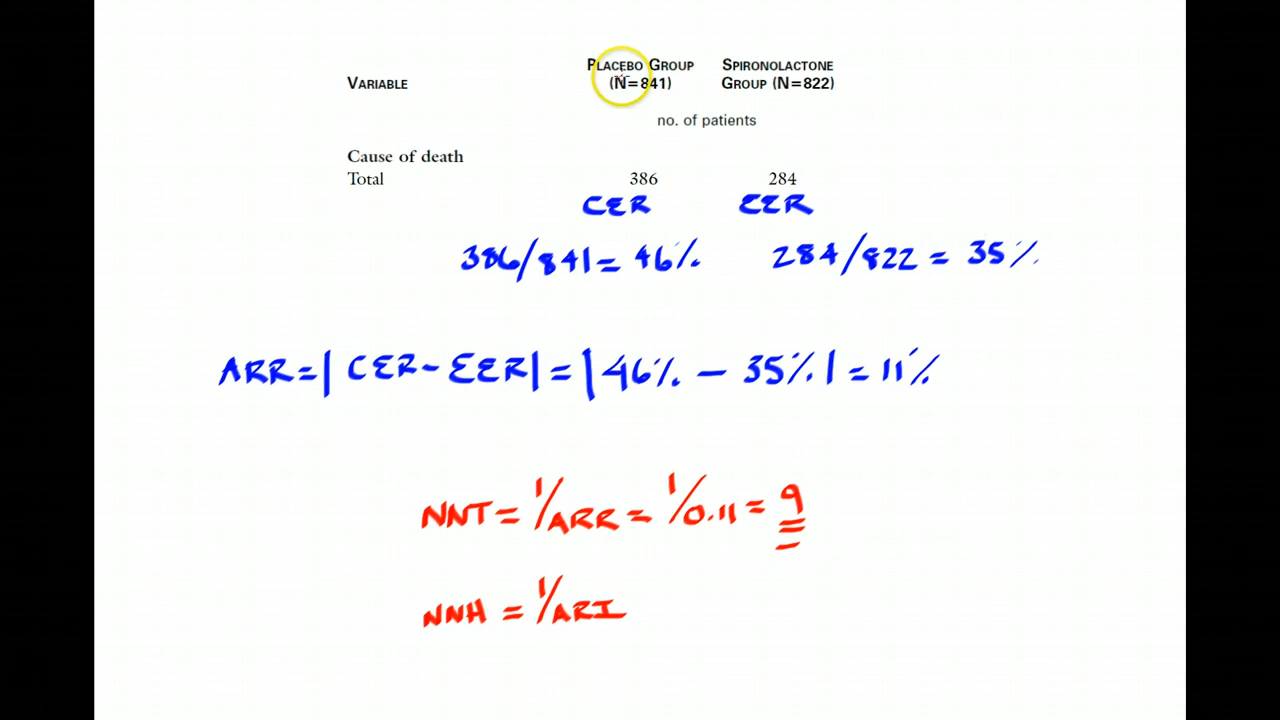 PLACEBO GROUP SPIRONOLACTONE
VARIABLE (N=841) GROUP (N=822)
no. of patients
Cause of death
Total 386 284
CER EER
386/841 = 46% 284/822 = 35%
ARR = | CER - EER | = | 46% - 35% | = 11%
NNT = 1/ARR = 1/0.11 = 9
NNH = 1/ARI